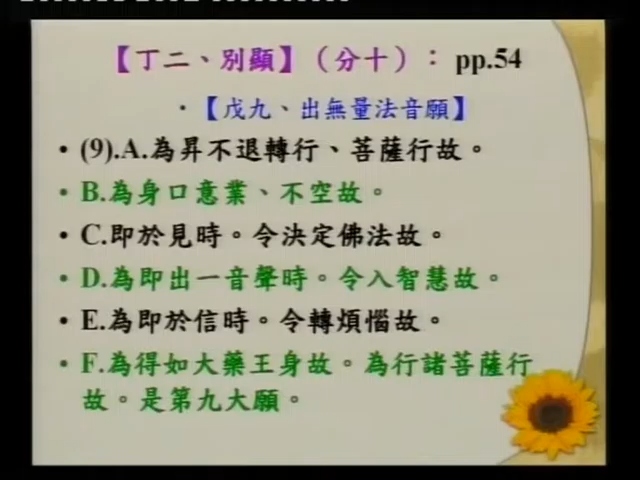 【丁二、別顯】（分十）： pp.54
・【戊九、出無量法音願】
• (9).A.為昇不退轉行、菩薩行故。
• B.為身口意業、不空故。
• C.即於見時。令決定佛法故。
• D.為即出一音聲時。令入智慧故。
• E.為即於信時。令轉煩惱故。
• F.為得如大藥王身故。為行諸菩薩行
故。是第九大願。